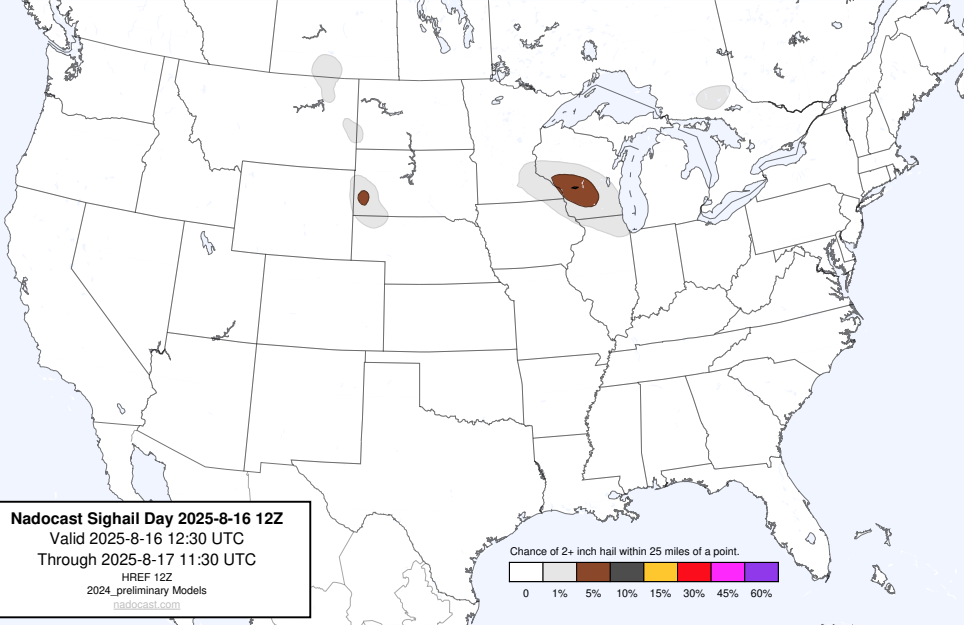 Nadocast Sighail Day 2025-8-16 12Z
Valid 2025-8-16 12:30 UTC
Through 2025-8-17 11:30 UTC
HREF 12Z
2024_preliminary Models
nadocast.com
Chance of 2+ inch hail within 25 miles of a point.
0 1% 5% 10% 15% 30% 45% 60%